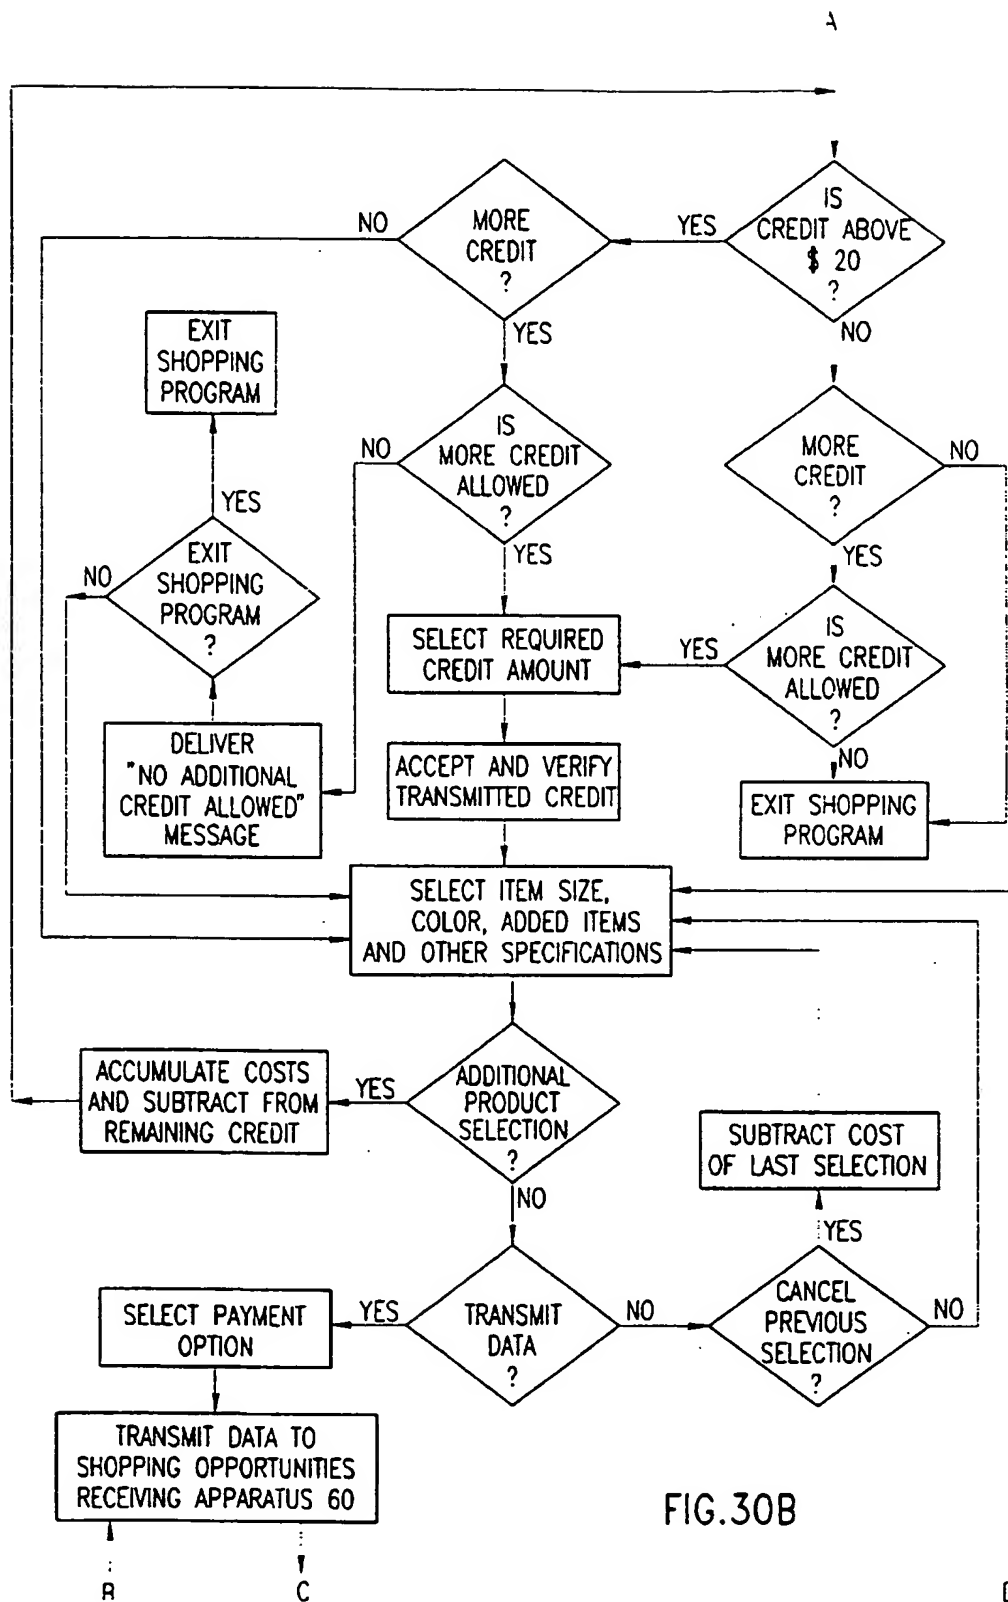 A
IS
CREDIT ABOVE
$ 20
?
YES
NO
MORE
CREDIT
?
NO
YES
EXIT
SHOPPING
PROGRAM
YES
EXIT
SHOPPING
PROGRAM
?
NO
IS
MORE CREDIT
ALLOWED
?
NO
YES
MORE
CREDIT
?
NO
YES
SELECT REQUIRED
CREDIT AMOUNT
YES
IS
MORE CREDIT
ALLOWED
?
NO
DELIVER
"NO ADDITIONAL
CREDIT ALLOWED"
MESSAGE
ACCEPT AND VERIFY
TRANSMITTED CREDIT
EXIT SHOPPING
PROGRAM
SELECT ITEM SIZE,
COLOR, ADDED ITEMS
AND OTHER SPECIFICATIONS
ACCUMULATE COSTS
AND SUBTRACT FROM
REMAINING CREDIT
YES
ADDITIONAL
PRODUCT
SELECTION
?
NO
SUBTRACT COST
OF LAST SELECTION
YES
SELECT PAYMENT
OPTION
YES
TRANSMIT
DATA
?
NO
CANCEL
PREVIOUS
SELECTION
?
NO
TRANSMIT DATA TO
SHOPPING OPPORTUNITIES
RECEIVING APPARATUS 60
FIG.30B
B
C